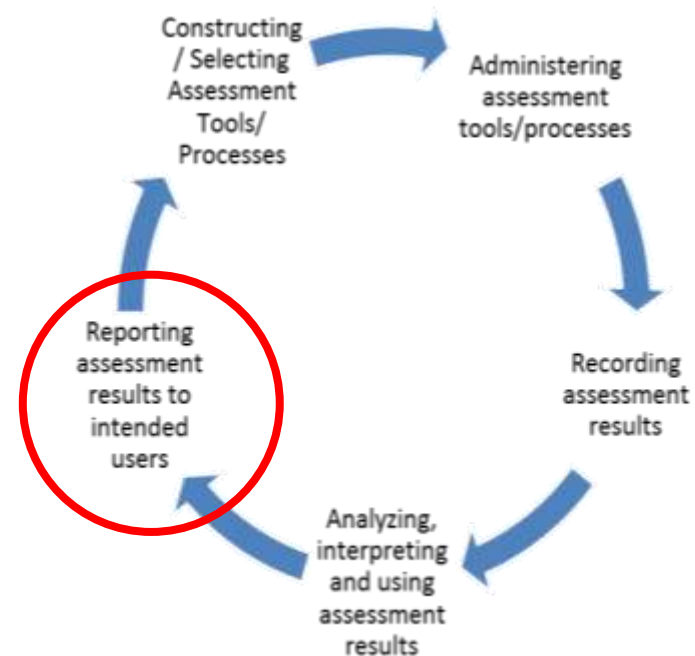 Constructing
/ Selecting
Assessment
Tools/
Processes
Administering
assessment
tools/processes
Recording
assessment
results
Analyzing,
interpreting
and using
assessment
results
Reporting
assessment
results to
intended
users